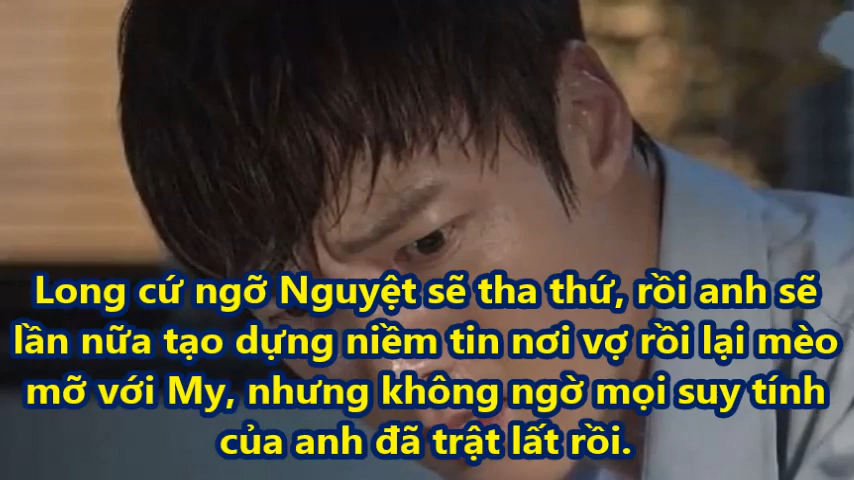 Long cứ ngỡ Nguyệt sẽ tha thứ, rồi anh sẽ
lần nữa tạo dựng niềm tin nơi vợ rồi lại mèo
mỡ với My, nhưng không ngờ mọi suy tính
của anh đã trật lất rồi.